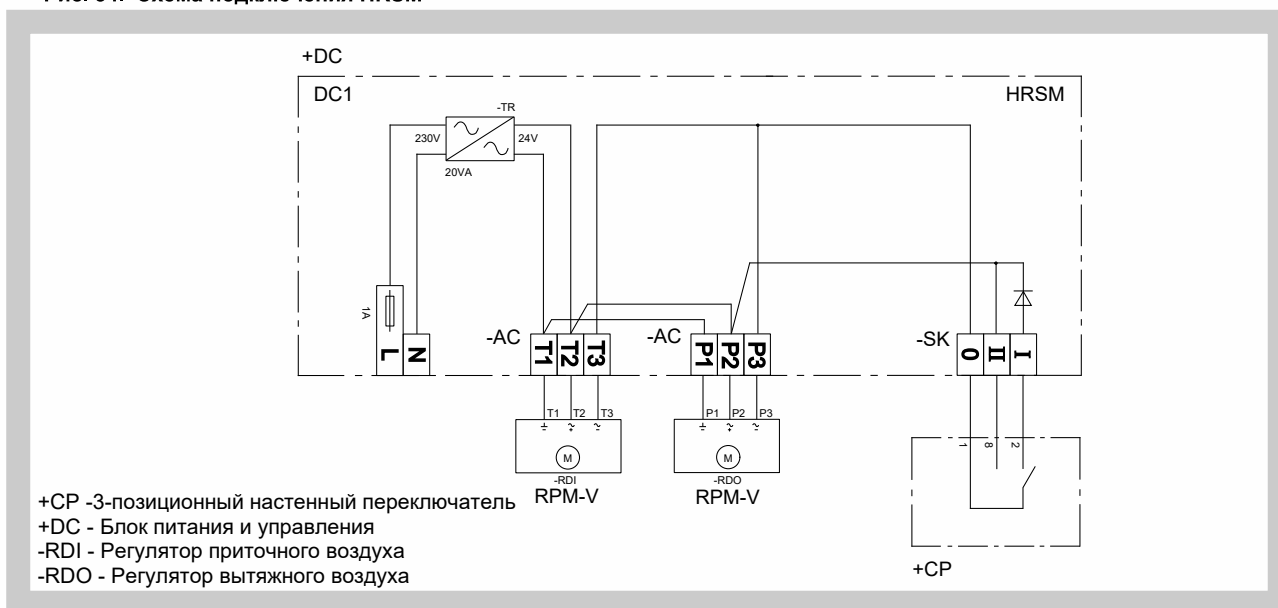 +DC
DC1
HRSM
-TR
230V
24V
20VA
1A
L
N
-AC
T1
T2
T3
-AC
P1
P2
P3
-SK
0
II
I
T1
T2
T3
P1
P2
P3
1
8
2
M
M
-RDI
-RDO
RPM-V
RPM-V
+CP -3-позиционный настенный переключатель
+DC - Блок питания и управления
-RDI - Регулятор приточного воздуха
-RDO - Регулятор вытяжного воздуха
+CP